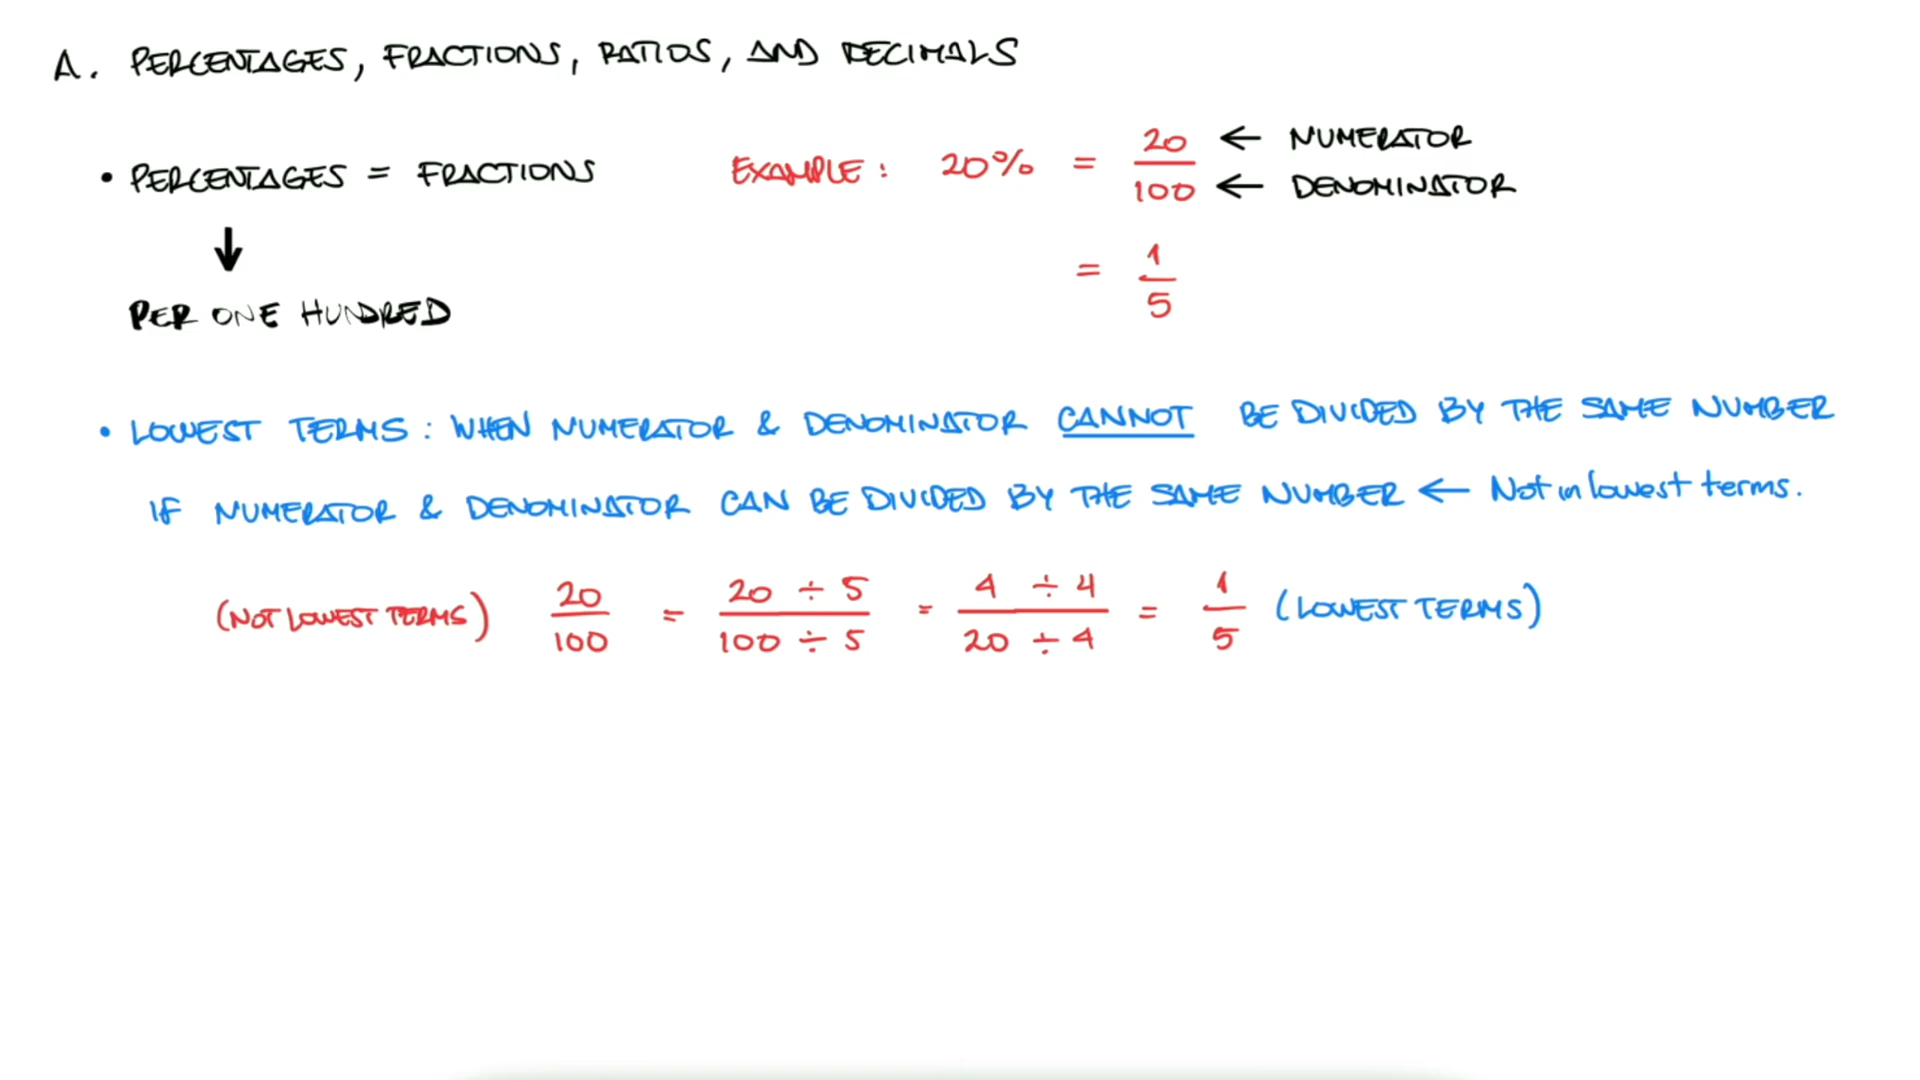 A. PERCENTAGES, FRACTIONS, RATIOS, AND DECIMALS
• PERCENTAGES = FRACTIONS
↓
PER ONE HUNDRED
EXAMPLE: 20% = 20/100
← NUMERATOR
← DENOMINATOR
= 1/5
• LOWEST TERMS: WHEN NUMERATOR & DENOMINATOR CANNOT BE DIVIDED BY THE SAME NUMBER
IF NUMERATOR & DENOMINATOR CAN BE DIVIDED BY THE SAME NUMBER ← Not in lowest terms.
(NOT LOWEST TERMS) 20/100 = 20 ÷ 5/100 ÷ 5 = 4 ÷ 4/20 ÷ 4 = 1/5 (LOWEST TERMS)